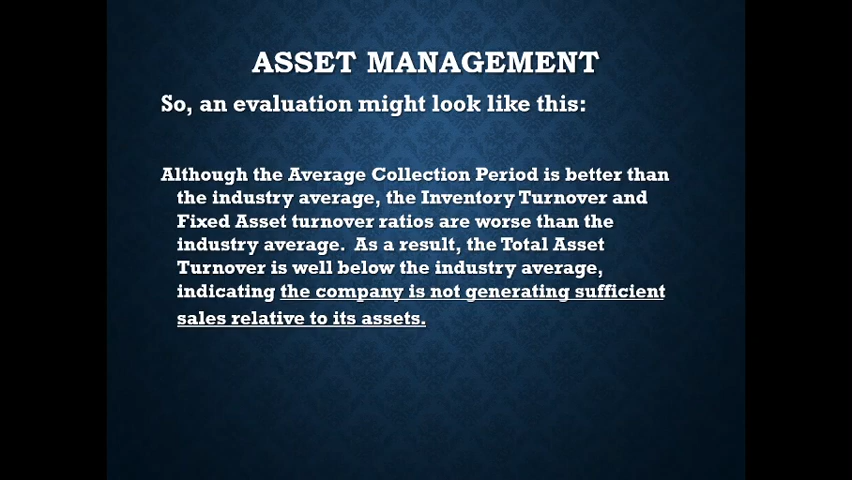 ASSET MANAGEMENT
So, an evaluation might look like this:
Although the Average Collection Period is better than
the industry average, the Inventory Turnover and
Fixed Asset turnover ratios are worse than the
industry average. As a result, the Total Asset
Turnover is well below the industry average,
indicating the company is not generating sufficient
sales relative to its assets.